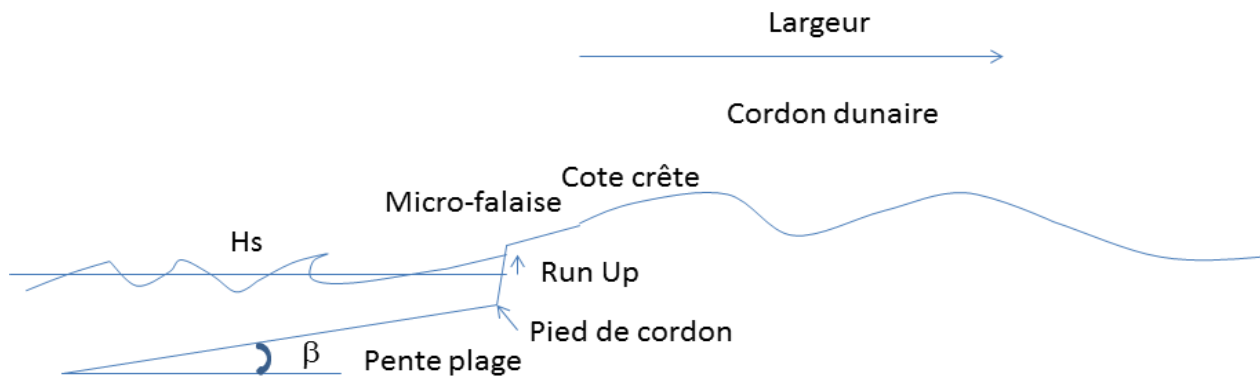 Largeur
Cordon dunaire
Cote crête
Micro-falaise
Hs
Run Up
Pied de cordon
β
Pente plage